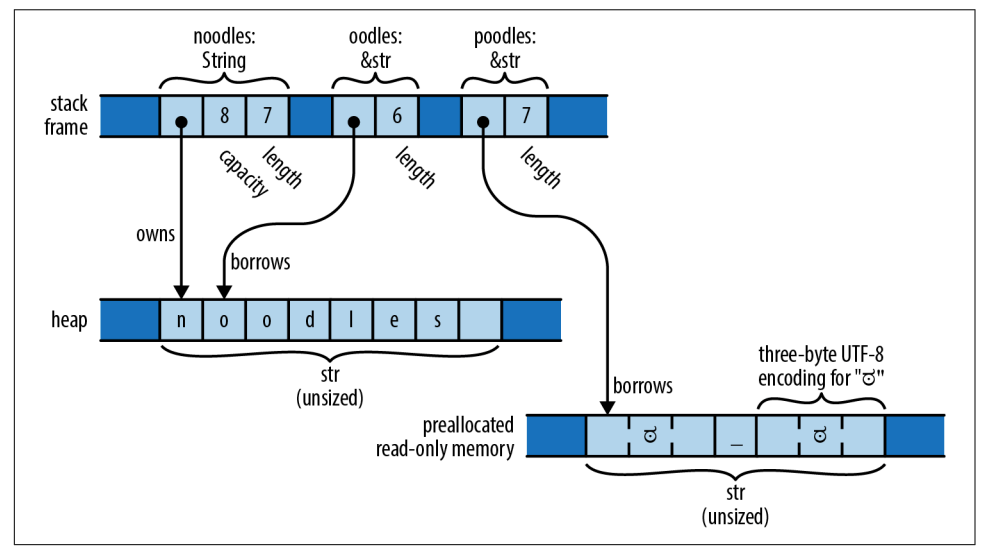 noodles:
String
oodles:
&str
poodles:
&str
stack
frame
8
7
6
7
capacity
length
length
length
owns
borrows
heap
n o o d l e s
str
(unsized)
borrows
three-byte UTF-8
encoding for "ಠ"
preallocated
read-only memory
ಠ _ ಠ
str
(unsized)